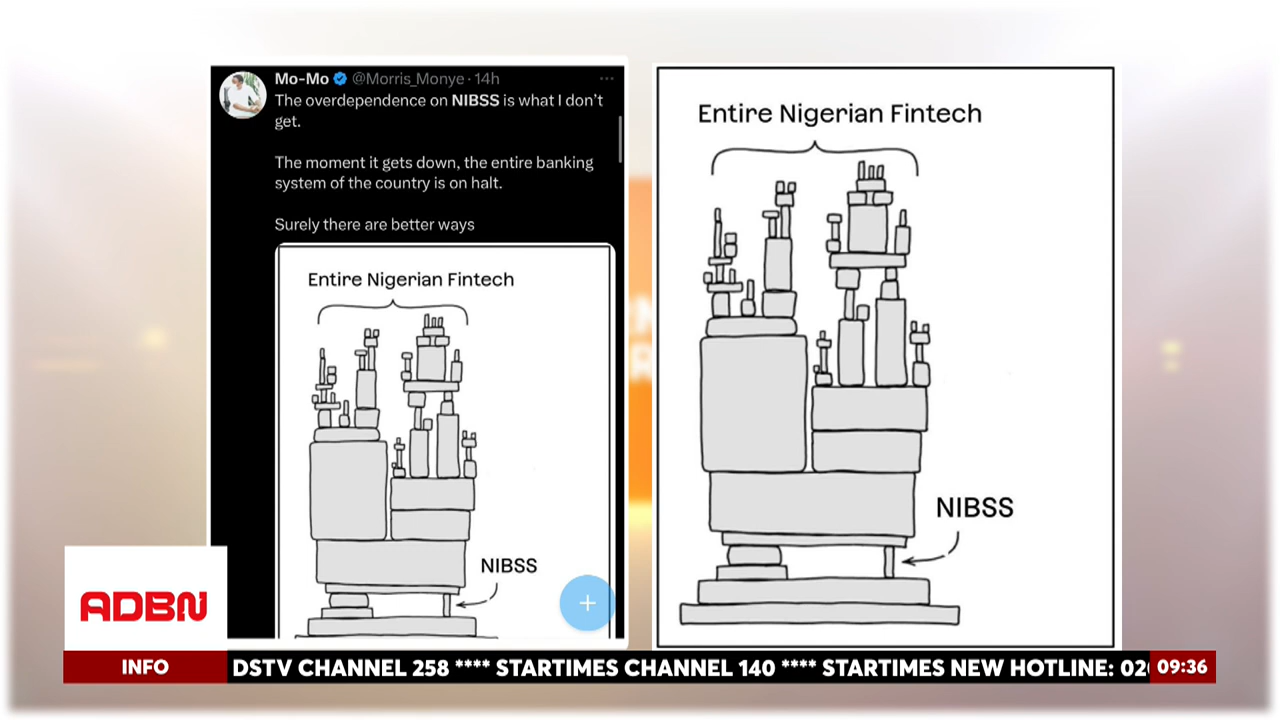 Mo-Mo @Morris_Monye · 14h
The overdependence on NIBSS is what I don't
get.
The moment it gets down, the entire banking
system of the country is on halt.
Surely there are better ways
Entire Nigerian Fintech
NIBSS
Entire Nigerian Fintech
NIBSS
ADBN
INFO
DSTV CHANNEL 258 **** STARTIMES CHANNEL 140 **** STARTIMES NEW HOTLINE:
09:36